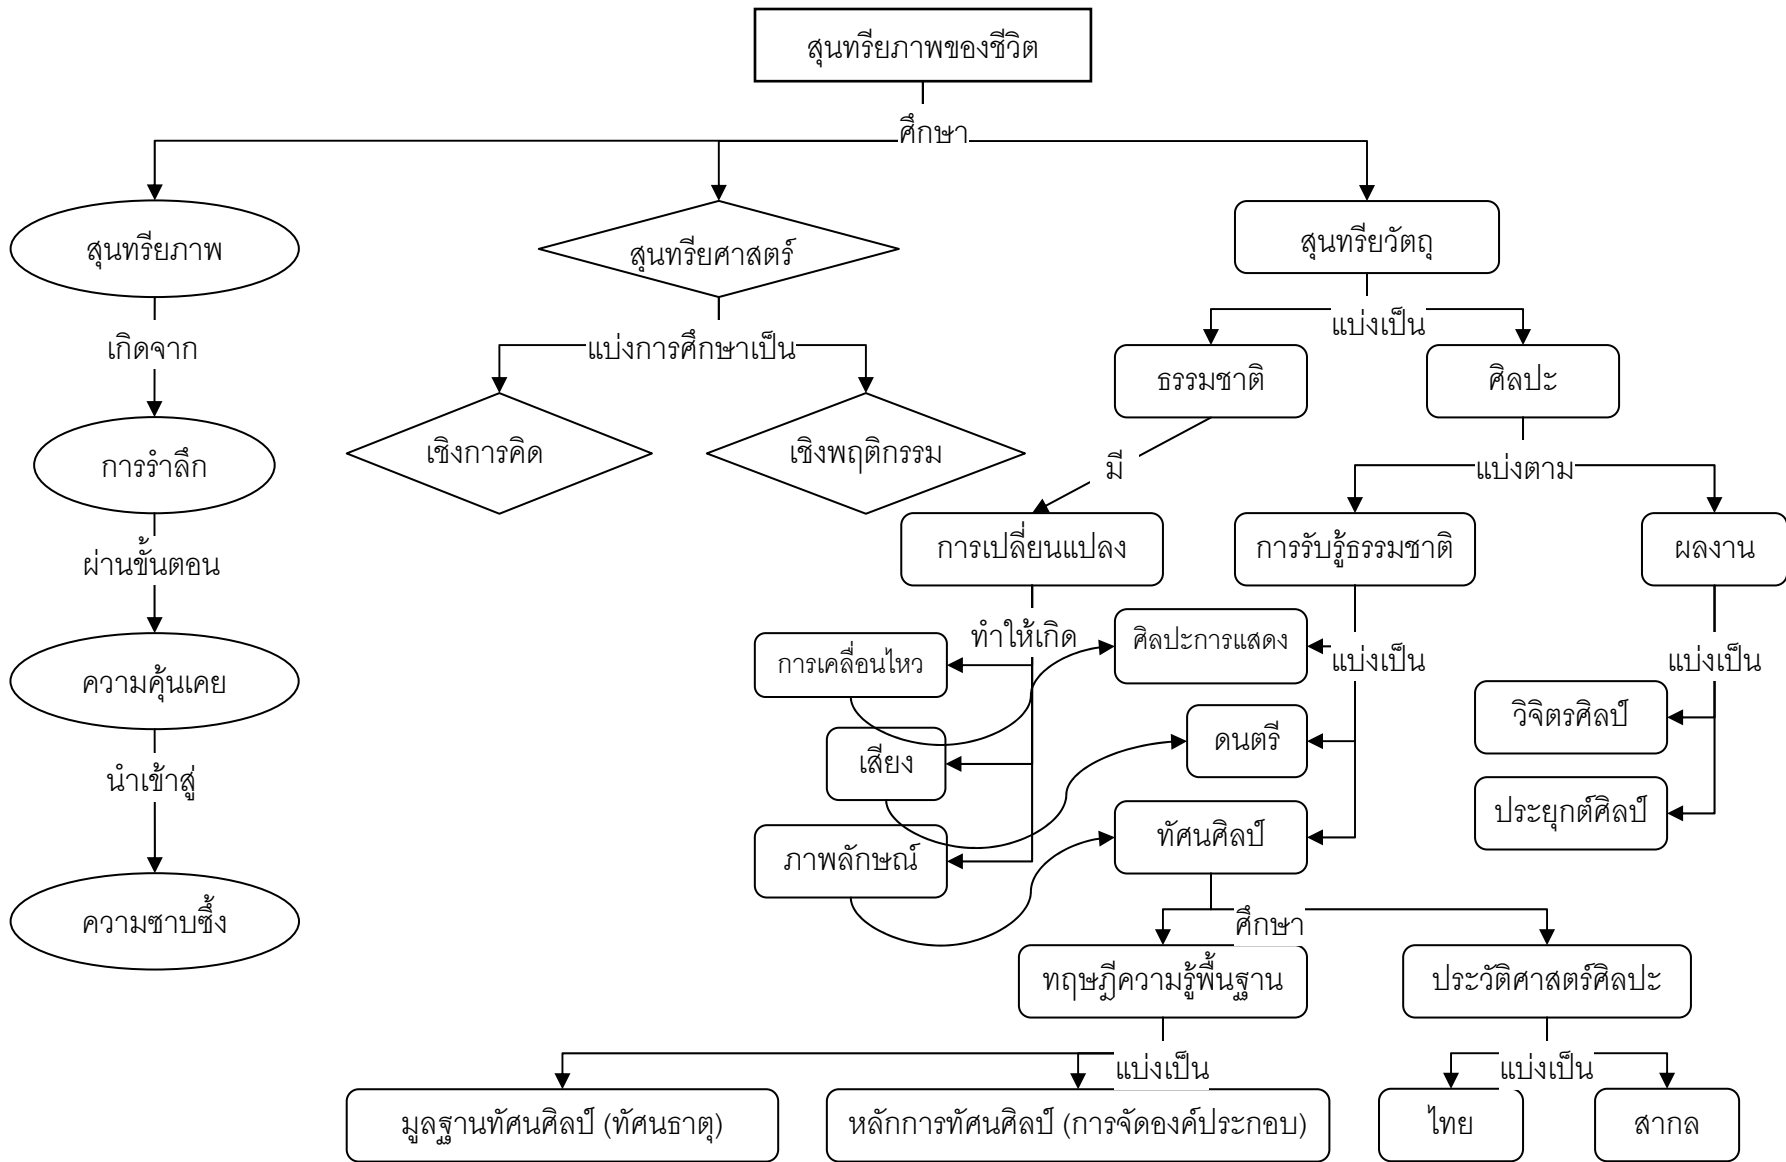 สุนทรียภาพของชีวิต
ศึกษา
สุนทรียภาพ
สุนทรียศาสตร์
สุนทรียวัตถุ
เกิดจาก
แบ่งการศึกษาเป็น
แบ่งเป็น
ธรรมชาติ
ศิลปะ
การรำลึก
เชิงการคิด
เชิงพฤติกรรม
มี
แบ่งตาม
ผ่านขั้นตอน
การเปลี่ยนแปลง
การรับรู้ธรรมชาติ
ผลงาน
ความคุ้นเคย
ทำให้เกิด
การเคลื่อนไหว
ศิลปะการแสดง
แบ่งเป็น
แบ่งเป็น
วิจิตรศิลป์
เสียง
ดนตรี
นำเข้าสู่
ประยุกต์ศิลป์
ภาพลักษณ์
ทัศนศิลป์
ความซาบซึ้ง
ศึกษา
ทฤษฎีความรู้พื้นฐาน
ประวัติศาสตร์ศิลปะ
แบ่งเป็น
แบ่งเป็น
มูลฐานทัศนศิลป์ (ทัศนธาตุ)
หลักการทัศนศิลป์ (การจัดองค์ประกอบ)
ไทย
สากล